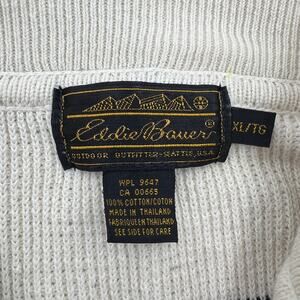 Eddie Bauer®
OUTDOOR OUTFITTER-SEATTLE, U.S.A.
XL/TG
WPL 9647
CA 00665
100% COTTON/COTON
MADE IN THAILAND
FABRIQUE EN THAILAND
SEE SIDE FOR CARE